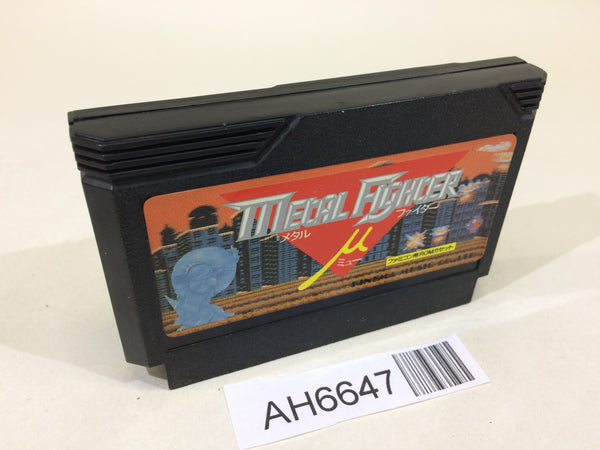 METAL FIGHTER
メタル ファイター
μ
ミュー
ファミコン専用ROMカセット
AH6647